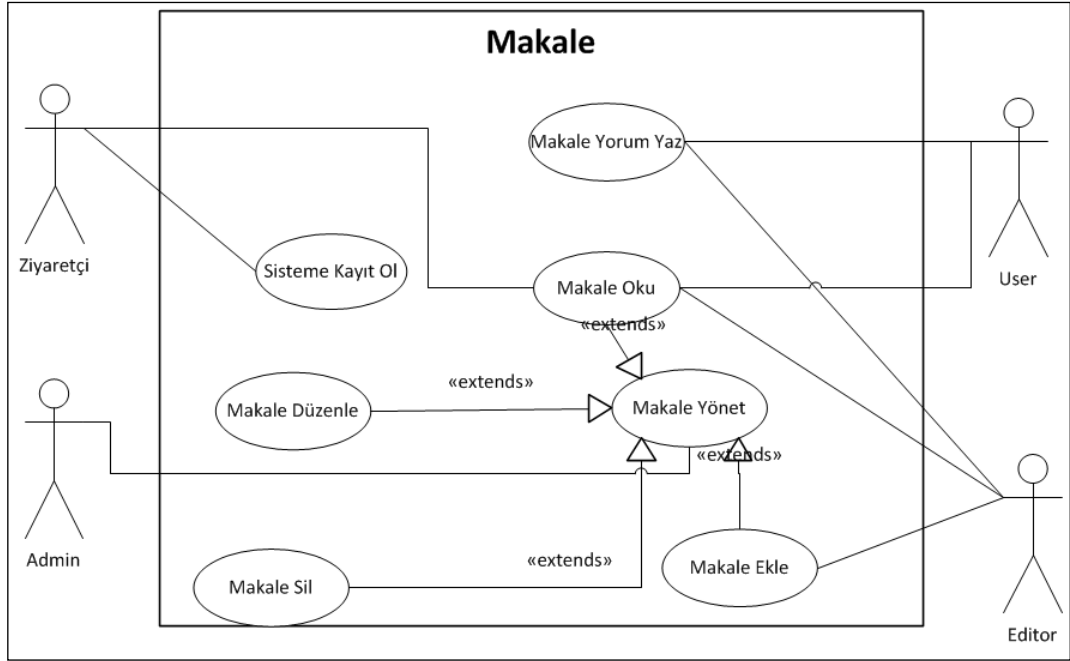 Makale
Makale Yorum Yaz
Ziyaretçi
Sisteme Kayıt Ol
Makale Oku
User
«extends»
«extends»
Makale Düzenle
Makale Yönet
«extends»
Admin
«extends»
Makale Ekle
Makale Sil
Editor